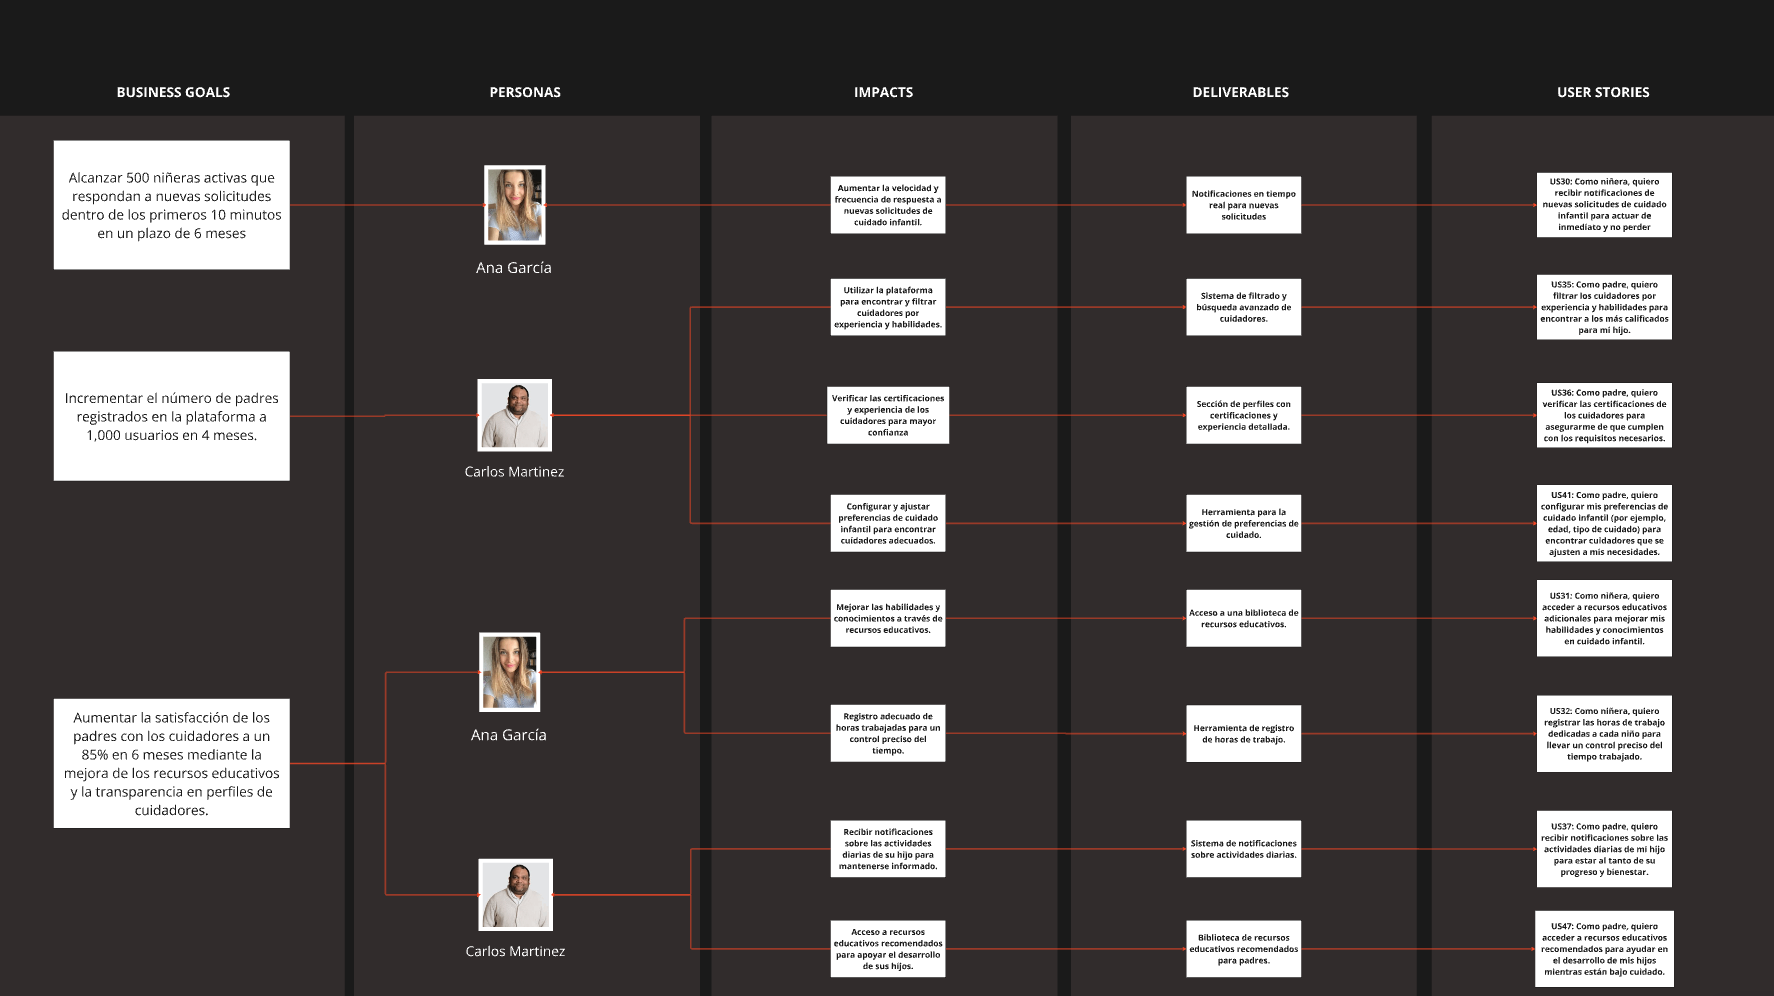 BUSINESS GOALS
PERSONAS
IMPACTS
DELIVERABLES
USER STORIES
Alcanzar 500 niñeras activas que
respondan a nuevas solicitudes
dentro de los primeros 10 minutos
en un plazo de 6 meses
Ana García
Aumentar la velocidad y
frecuencia de respuesta a
nuevas solicitudes de
cuidado infantil.
Notificaciones en tiempo
real para nuevas
solicitudes
US30: Como niñera, quiero
recibir notificaciones de
nuevas solicitudes de cuidado
infantil para actuar de
inmediato y no perder
Incrementar el número de padres
registrados en la plataforma a
1,000 usuarios en 4 meses.
Carlos Martinez
Utilizar la plataforma
para encontrar y filtrar
cuidadores por
experiencia y habilidades.
Sistema de filtrado y
búsqueda avanzado de
cuidadores.
US35: Como padre, quiero
filtrar los cuidadores por
experiencia y habilidades para
encontrar a los más calificados
para mi hijo.
Verificar las certificaciones
y experiencia de los
cuidadores para mayor
confianza
Sección de perfiles con
certificaciones y
experiencia detallada.
US36: Como padre, quiero
verificar las certificaciones de
los cuidadores para
asegurarme de que cumplen
con los requisitos necesarios.
Configurar y ajustar
preferencias de cuidado
infantil para encontrar
cuidadores adecuados.
Herramienta para la
gestión de preferencias de
cuidado.
US41: Como padre, quiero
configurar mis preferencias de
cuidado infantil (por ejemplo,
edad, tipo de cuidado) para
encontrar cuidadores que se
ajusten a mis necesidades.
Aumentar la satisfacción de los
padres con los cuidadores a un
85% en 6 meses mediante la
mejora de los recursos educativos
y la transparencia en perfiles de
cuidadores.
Ana García
Mejorar las habilidades y
conocimientos a través de
recursos educativos.
Acceso a una biblioteca de
recursos educativos.
US31: Como niñera, quiero
acceder a recursos educativos
adicionales para mejorar mis
habilidades y conocimientos
en cuidado infantil.
Registro adecuado de
horas trabajadas para un
control preciso del
tiempo.
Herramienta de registro
de horas de trabajo.
US32: Como niñera, quiero
registrar las horas de trabajo
dedicadas a cada niño para
llevar un control preciso del
tiempo trabajado.
Carlos Martinez
Recibir notificaciones
sobre las actividades
diarias de su hijo para
mantenerse informado.
Sistema de notificaciones
sobre actividades diarias.
US37: Como padre, quiero
recibir notificaciones sobre las
actividades diarias de mi hijo
para estar al tanto de su
progreso y bienestar.
Acceso a recursos
educativos recomendados
para apoyar el desarrollo
de sus hijos.
Biblioteca de recursos
educativos recomendados
para padres.
US47: Como padre, quiero
acceder a recursos educativos
recomendados para ayudar en
el desarrollo de mis hijos
mientras están bajo cuidado.